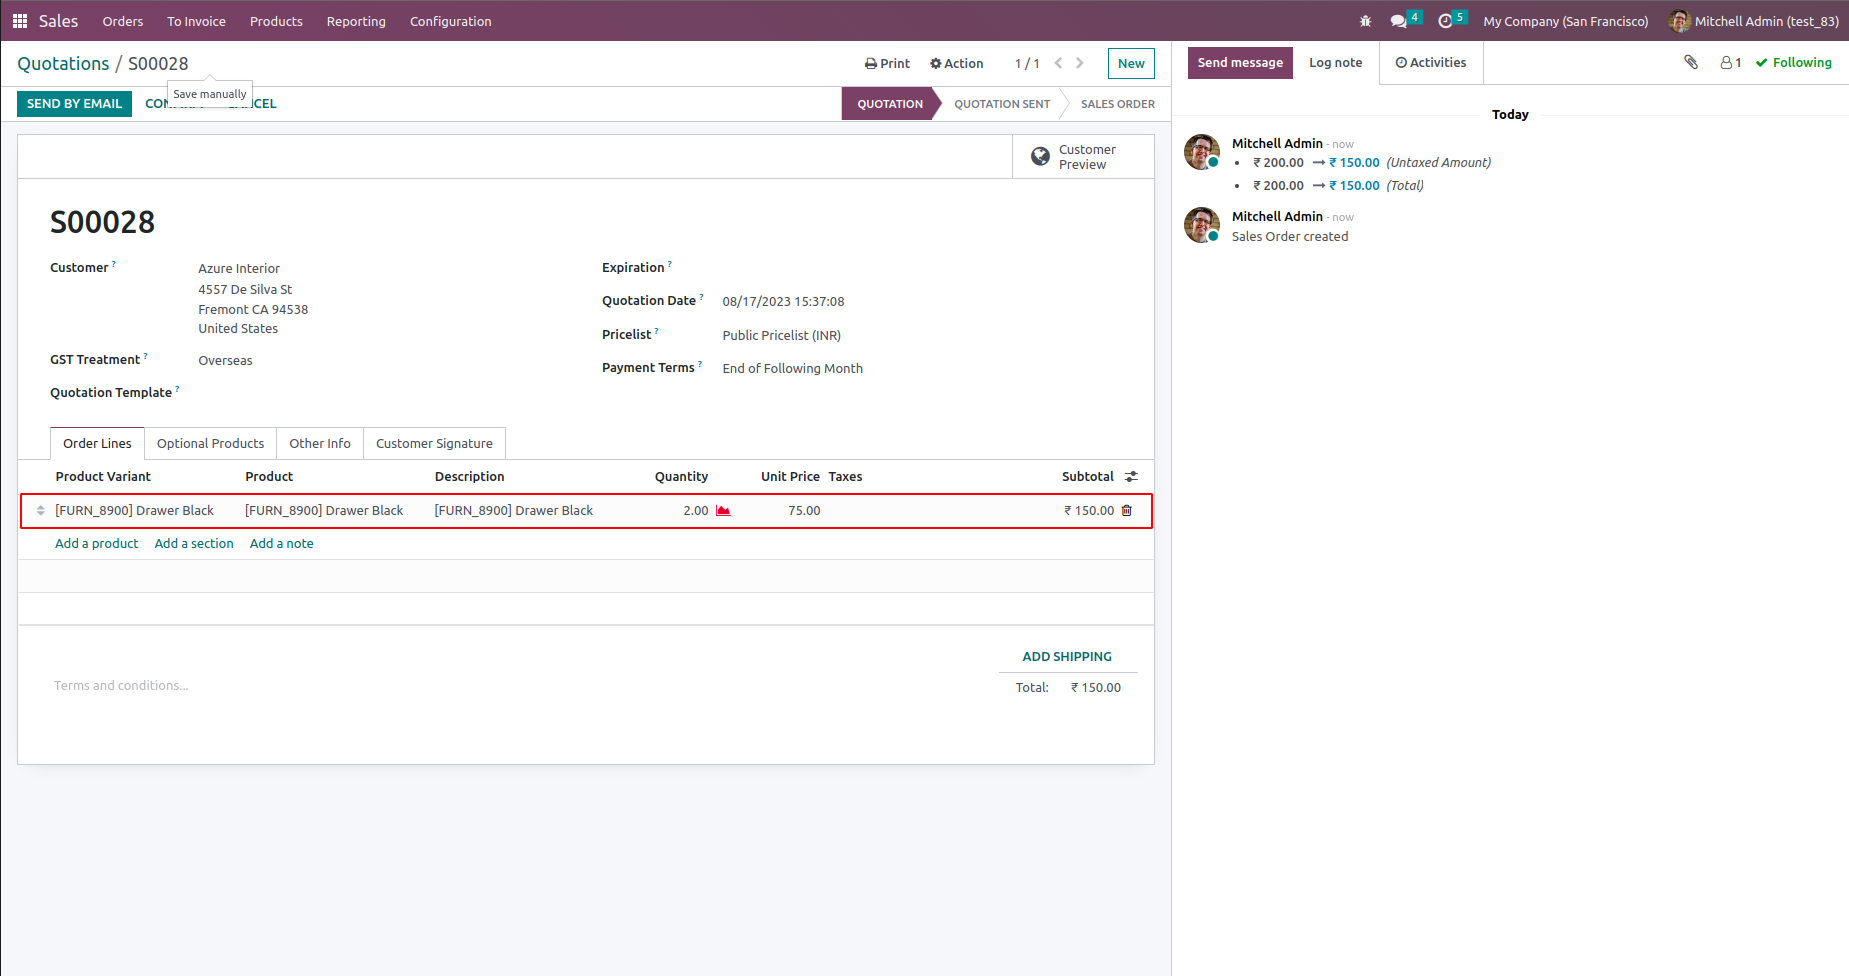 Sales Orders To Invoice Products Reporting Configuration 4 5 My Company (San Francisco) Mitchell Admin (test_83)
Quotations / S00028 Print Action 1 / 1 New
Save manually
SEND BY EMAIL CANCEL QUOTATION QUOTATION SENT SALES ORDER
Customer Preview
S00028
Customer ? Azure Interior
4557 De Silva St
Fremont CA 94538
United States
GST Treatment ? Overseas
Quotation Template ?
Expiration ?
Quotation Date ? 08/17/2023 15:37:08
Pricelist ? Public Pricelist (INR)
Payment Terms ? End of Following Month
Order Lines Optional Products Other Info Customer Signature
Product Variant Product Description Quantity Unit Price Taxes Subtotal
[FURN_8900] Drawer Black [FURN_8900] Drawer Black [FURN_8900] Drawer Black 2.00 75.00 ₹ 150.00
Add a product Add a section Add a note
ADD SHIPPING
Terms and conditions...
Total: ₹ 150.00
Send message Log note Activities 1 Following
Today
Mitchell Admin - now
• ₹ 200.00 → ₹ 150.00 (Untaxed Amount)
• ₹ 200.00 → ₹ 150.00 (Total)
Mitchell Admin - now
Sales Order created